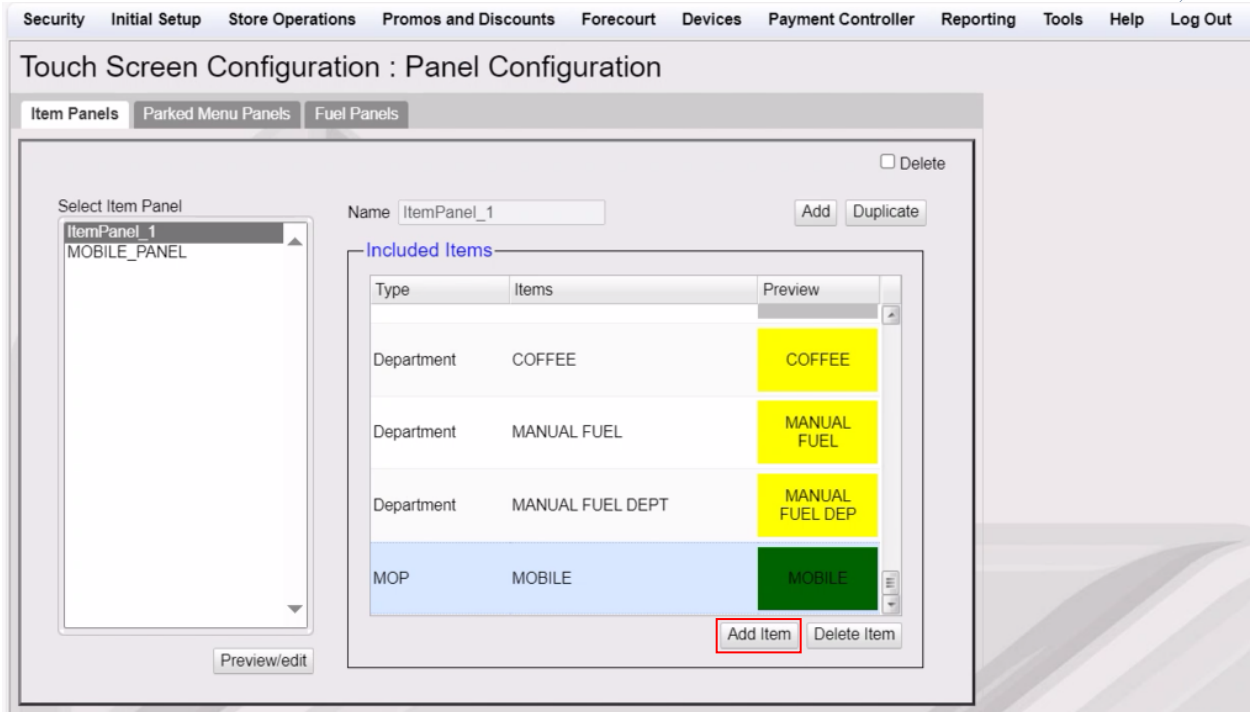 Security Initial Setup Store Operations Promos and Discounts Forecourt Devices Payment Controller Reporting Tools Help Log Out
Touch Screen Configuration : Panel Configuration
Item Panels Parked Menu Panels Fuel Panels
Delete
Select Item Panel
ItemPanel_1
MOBILE_PANEL
Preview/edit
Name ItemPanel_1 Add Duplicate
Included Items
Type Items Preview
Department COFFEE COFFEE
Department MANUAL FUEL MANUAL
FUEL
Department MANUAL FUEL DEPT MANUAL
FUEL DEP
MOP MOBILE MOBILE
Add Item Delete Item